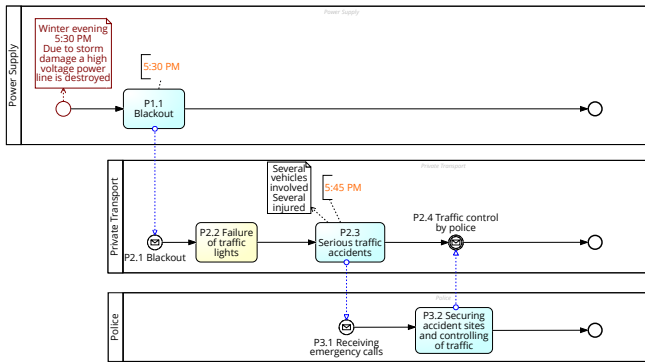 Power Supply
Power Supply
Winter evening
5:30 PM
Due to storm
damage a high
voltage power
line is destroyed
5:30 PM
P1.1
Blackout
Private Transport
Private Transport
Several
vehicles
involved
Several
injured
5:45 PM
P2.1 Blackout
P2.2 Failure
of traffic
lights
P2.3
Serious traffic
accidents
P2.4 Traffic control
by police
Police
Police
P3.1 Receiving
emergency calls
P3.2 Securing
accident sites
and controlling
of traffic